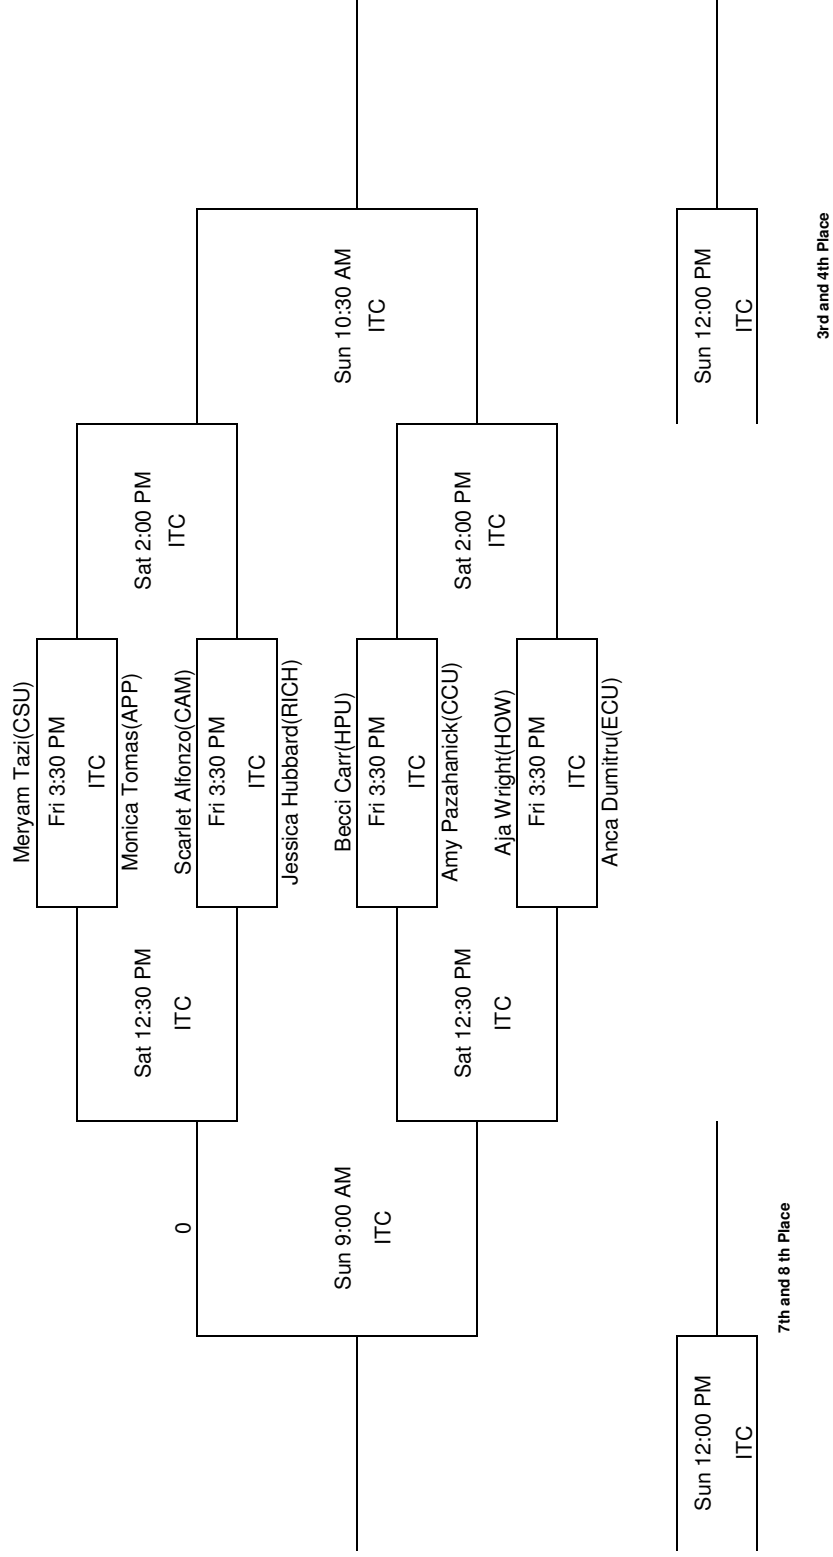 Meryam Tazi(CSU)
Fri 3:30 PM
ITC
Monica Tomas(APP)
Scarlet Alfonzo(CAM)
Fri 3:30 PM
ITC
Jessica Hubbard(RICH)
Becci Carr(HPU)
Fri 3:30 PM
ITC
Amy Pazahanick(CCU)
Aja Wright(HOW)
Fri 3:30 PM
ITC
Anca Dumitru(ECU)
Sat 2:00 PM
ITC
Sat 2:00 PM
ITC
Sun 10:30 AM
ITC
Sun 12:00 PM
ITC
3rd and 4th Place
Sat 12:30 PM
ITC
Sat 12:30 PM
ITC
0
Sun 9:00 AM
ITC
Sun 12:00 PM
ITC
7th and 8 th Place